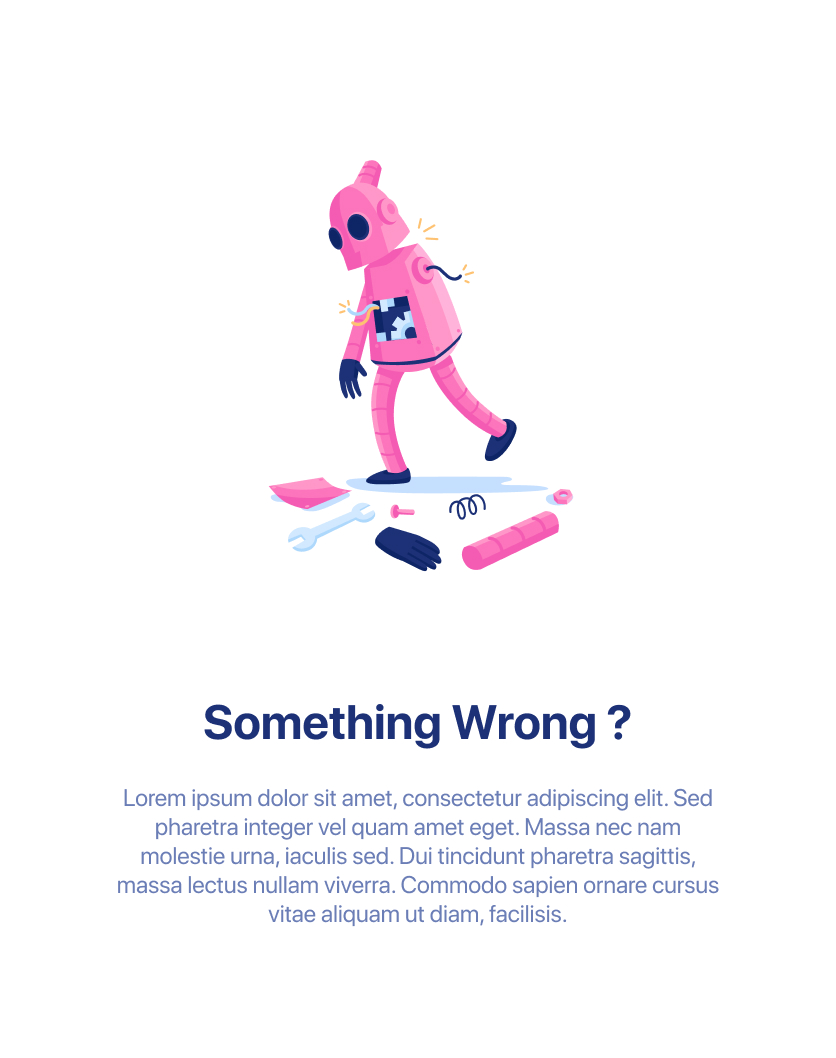 Something Wrong ?
Lorem ipsum dolor sit amet, consectetur adipiscing elit. Sed
pharetra integer vel quam amet eget. Massa nec nam
molestie urna, iaculis sed. Dui tincidunt pharetra sagittis,
massa lectus nullam viverra. Commodo sapien ornare cursus
vitae aliquam ut diam, facilisis.